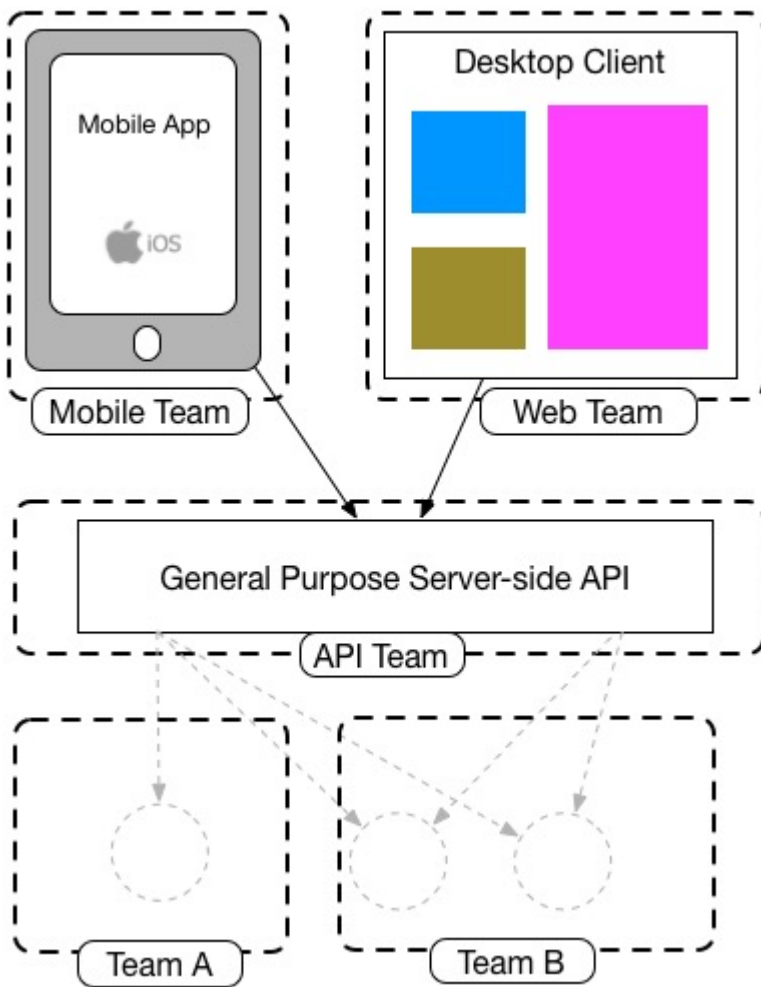 Mobile App
iOS
Mobile Team
Desktop Client
Web Team
General Purpose Server-side API
API Team
Team A
Team B